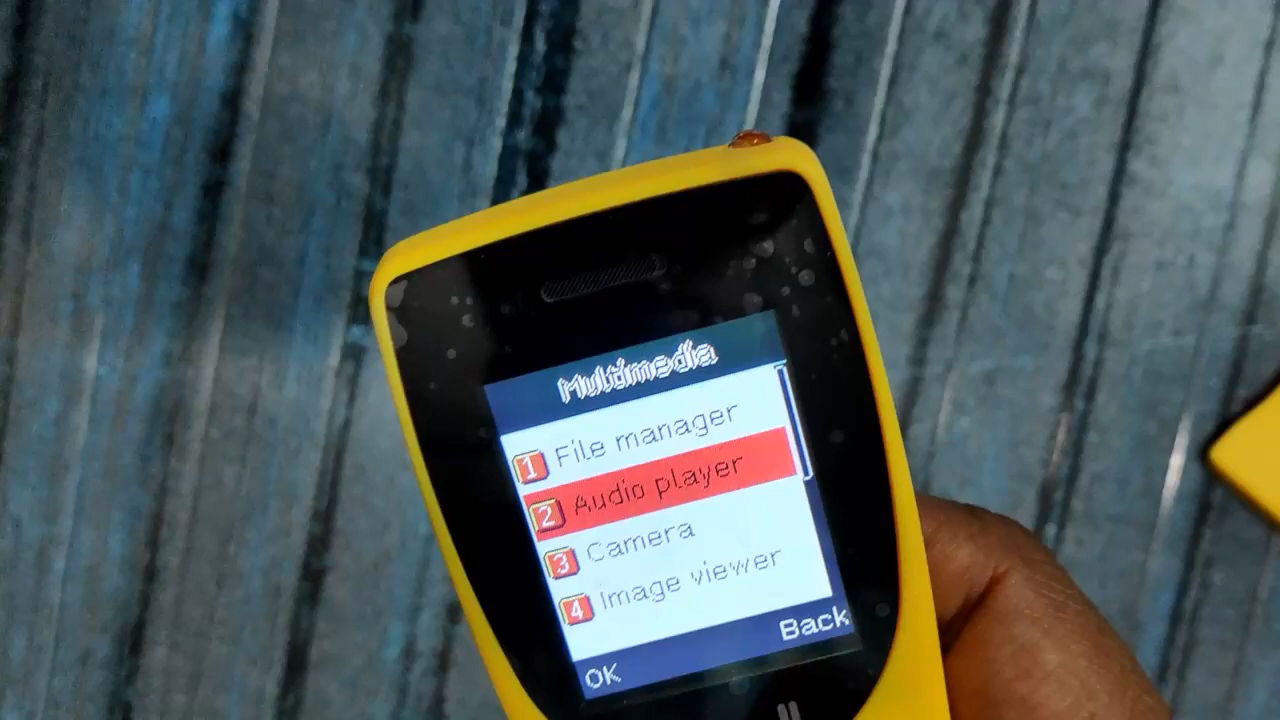 Multimedia
1 File manager
2 Audio player
3 Camera
4 Image viewer
OK Back